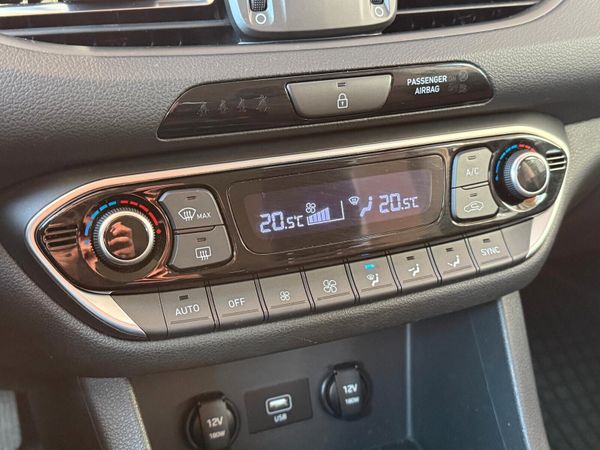 PASSENGER
AIRBAG
MAX
20.5°C
20.5°C
A/C
AUTO
OFF
SYNC
12V
180W
USB
12V
180W